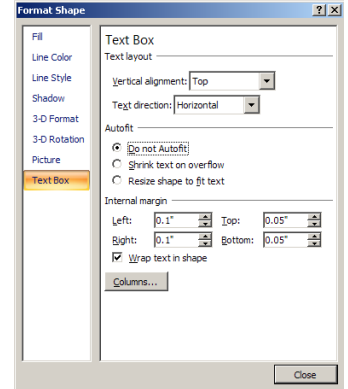 Format Shape
Fill
Line Color
Line Style
Shadow
3-D Format
3-D Rotation
Picture
Text Box
Text Box
Text layout
Vertical alignment: Top
Text direction: Horizontal
Autofit
Do not Autofit
Shrink text on overflow
Resize shape to fit text
Internal margin
Left: 0.1" Top: 0.05"
Right: 0.1" Bottom: 0.05"
Wrap text in shape
Columns...
Close